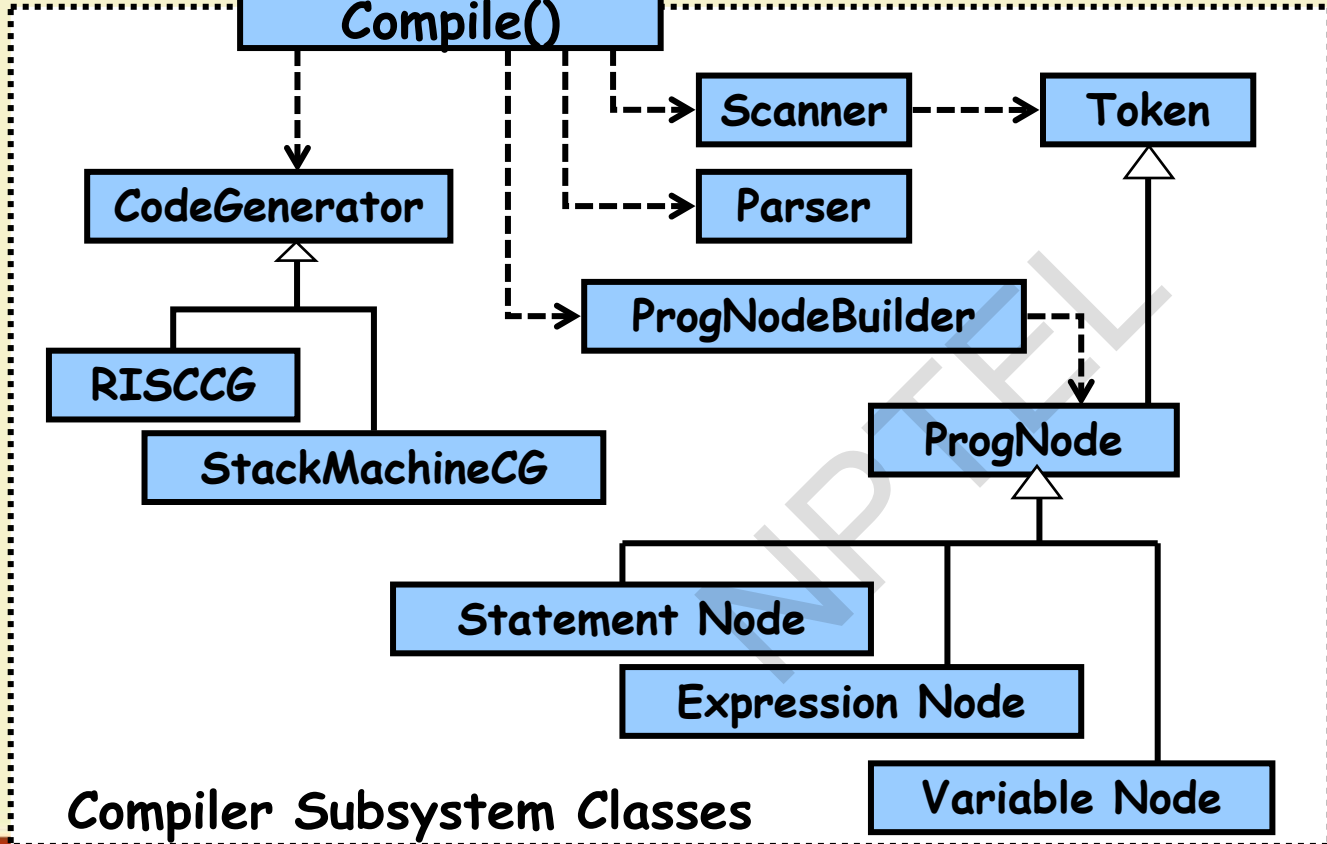 Compile()
Scanner
Token
CodeGenerator
Parser
ProgNodeBuilder
RISCCG
ProgNode
StackMachineCG
Statement Node
Expression Node
Variable Node
Compiler Subsystem Classes
NPTEL